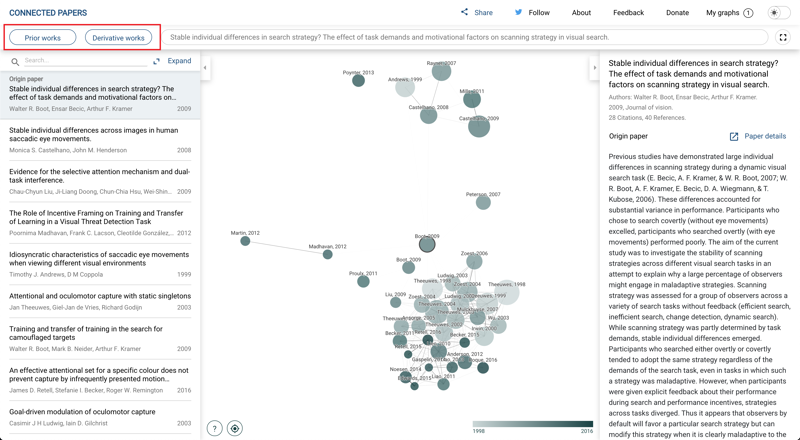 CONNECTED PAPERS
Share
Follow
About
Feedback
Donate
My graphs 1
Prior works
Derivative works
Stable individual differences in search strategy? The effect of task demands and motivational factors on scanning strategy in visual search.
Search...
Expand
Origin paper
Stable individual differences in search strategy? The
effect of task demands and motivational factors on…
Walter R. Boot, Ensar Becic, Arthur F. Kramer 2009
Stable individual differences across images in human
saccadic eye movements.
Monica S. Castelhano, John M. Henderson 2008
Evidence for the selective attention mechanism and dual-
task interference.
Chau-Chyun Liu, Ji-Liang Doong, Chun-Chia Hsu, Wei-Shin… 2009
The Role of Incentive Framing on Training and Transfer
of Learning in a Visual Threat Detection Task
Poornima Madhavan, Frank C. Lacson, Cleotilde González,… 2012
Idiosyncratic characteristics of saccadic eye movements
when viewing different visual environments
Timothy J. Andrews, D M Coppola 1999
Attentional and oculomotor capture with static singletons
Jan Theeuwes, Giel-Jan de Vries, Richard Godijn 2003
Training and transfer of training in the search for
camouflaged targets
Walter R. Boot, Mark B. Neider, Arthur F. Kramer 2009
An effective attentional set for a specific colour does not
prevent capture by infrequently presented motion…
James D. Retell, Stefanie I. Becker, Roger W. Remington 2016
Goal-driven modulation of oculomotor capture
Casimir J H Ludwig, Iain D. Gilchrist 2003
Rayner, 2007
Poynter, 2013
Andrews, 1999
Miller, 2011
Castelhano, 2008
Castelhano, 2009
Peterson, 2007
Martin, 2012
Boot, 2009
Madhavan, 2012
Zoest, 2006
Boot, 2009
Proulx, 2011
Ludwig, 2003
Theeuwes, 1998
Liu, 2009
Becker, 2015
Anderson, 2012
Noesen, 2014
?
1998
2016
Stable individual differences in search strategy?
The effect of task demands and motivational
factors on scanning strategy in visual search.
Authors: Walter R. Boot, Ensar Becic, Arthur F. Kramer
2009, Journal of vision.
28 Citations, 40 References.
Origin paper
Paper details
Previous studies have demonstrated large individual
differences in scanning strategy during a dynamic visual
search task (E. Becic, A. F. Kramer, & W. R. Boot, 2007; W.
R. Boot, A. F. Kramer, E. Becic, D. A. Wiegmann, & T.
Kubose, 2006). These differences accounted for
substantial variance in performance. Participants who
chose to search covertly (without eye movements)
excelled, participants who searched overtly (with eye
movements) performed poorly. The aim of the current
study was to investigate the stability of scanning
strategies across different visual search tasks in an
attempt to explain why a large percentage of observers
might engage in maladaptive strategies. Scanning
strategy was assessed for a group of observers across a
variety of search tasks without feedback (efficient search,
inefficient search, change detection, dynamic search).
While scanning strategy was partly determined by task
demands, stable individual differences emerged.
Participants who searched either overtly or covertly
tended to adopt the same strategy regardless of the
demands of the search task, even in tasks in which such
a strategy was maladaptive. However, when participants
were given explicit feedback about their performance
during search and performance incentives, strategies
across tasks diverged. Thus it appears that observers by
default will favor a particular search strategy but can
modify this strategy when it is clearly maladaptive to the